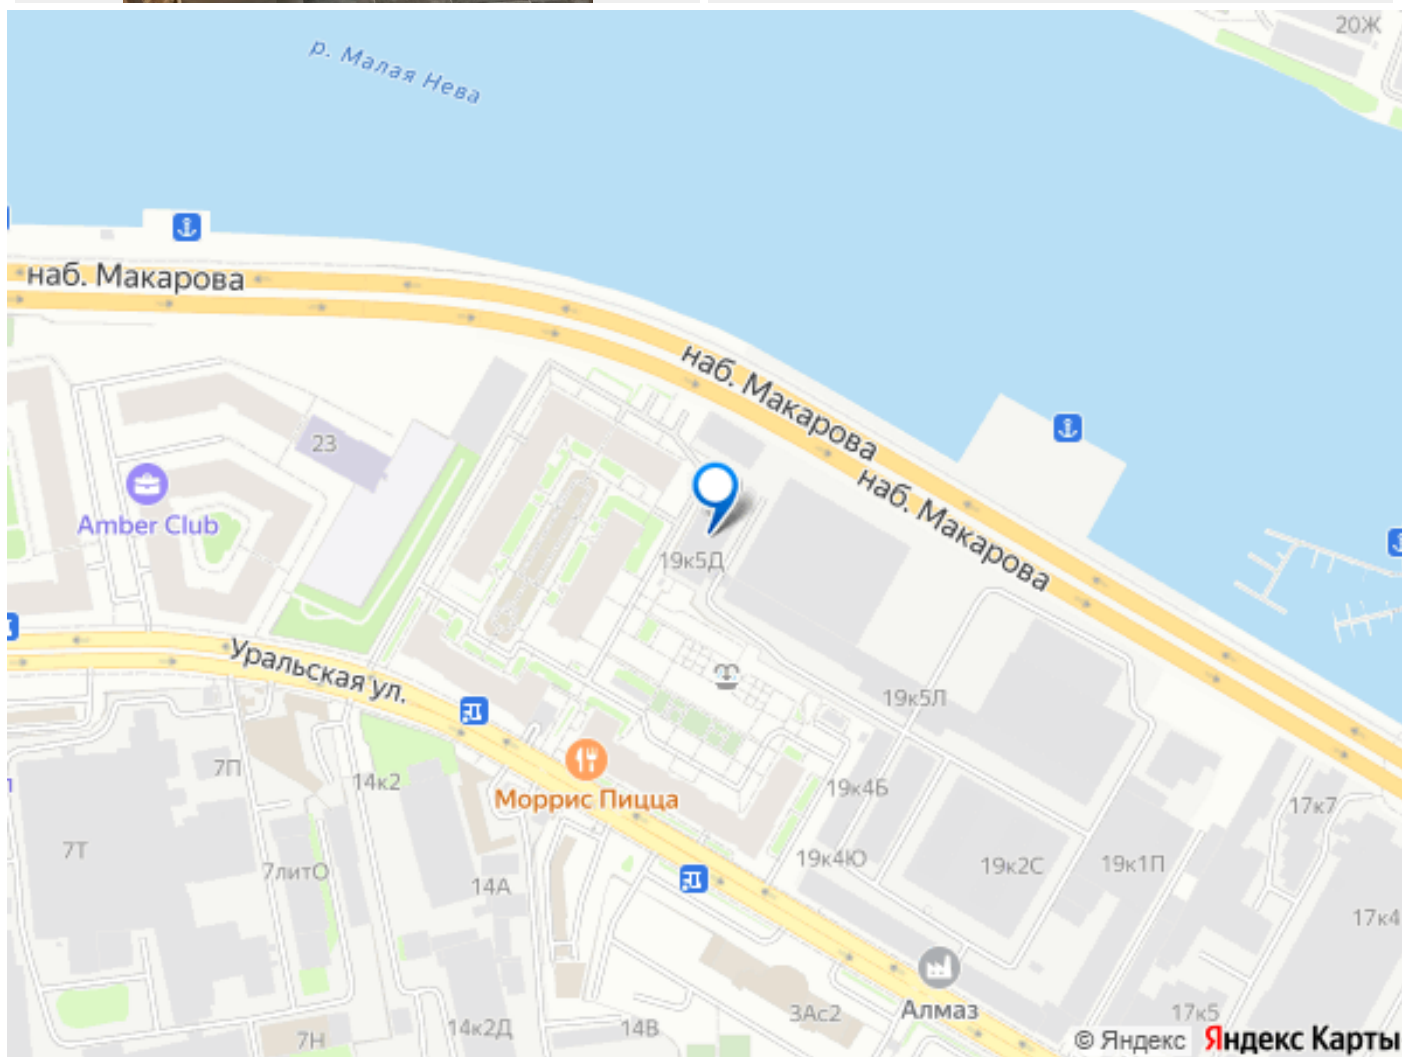 20Ж
р. Малая Нева
наб. Макарова
наб. Макарова
23
наб. Макарова
Amber Club
19к5Д
Уральская ул.
19к5Л
7П
14к2
19к4Б
Моррис Пицца
17к7
7Т
7литО
14А
19к4Ю
19к2С
19к1П
17к4
Алмаз
3Ас2
17к5
14к2Д
14В
7Н
© Яндекс Яндекс Карты